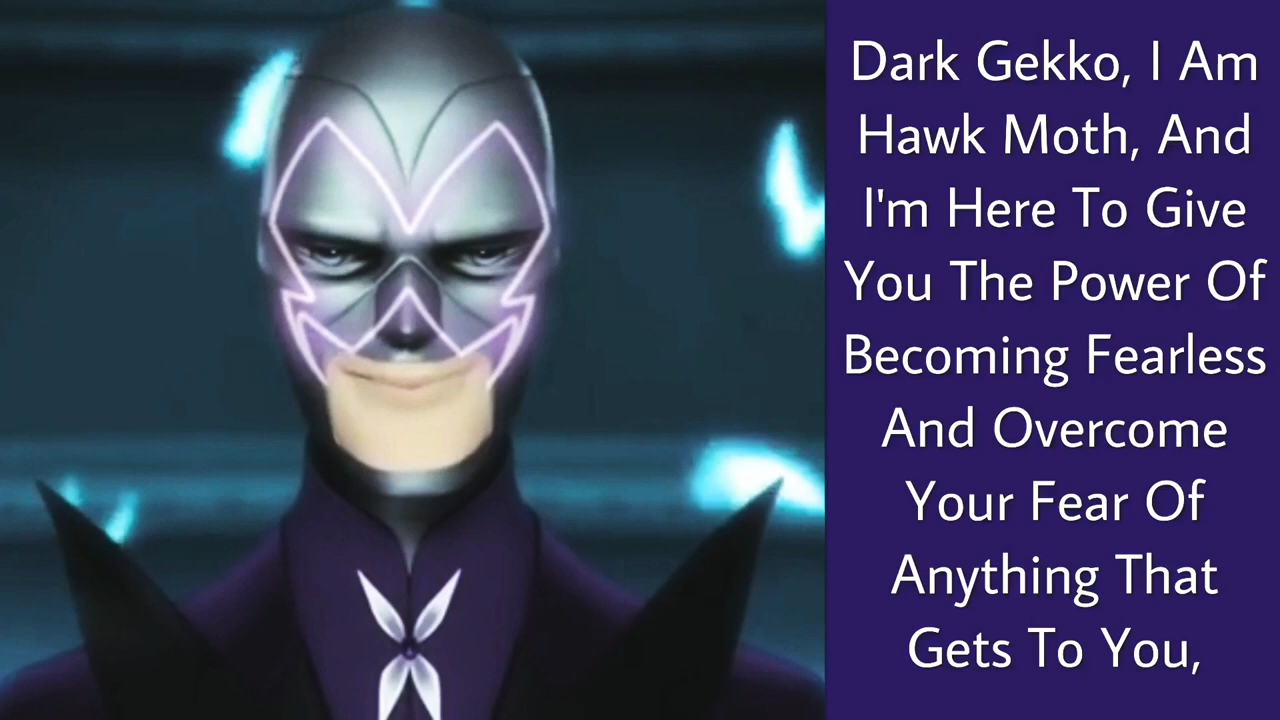 Dark Gekko, I Am
Hawk Moth, And
I'm Here To Give
You The Power Of
Becoming Fearless
And Overcome
Your Fear Of
Anything That
Gets To You,